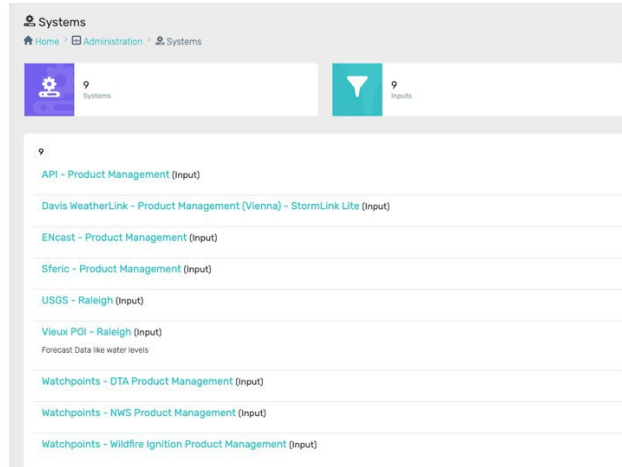 Systems
Home > Administration > Systems
9
Systems
9
Inputs
9
API - Product Management (Input)
Davis WeatherLink - Product Management (Vienna) - StormLink Lite (Input)
ENcast - Product Management (Input)
Sferic - Product Management (Input)
USGS - Raleigh (Input)
Vieux POI - Raleigh (Input)
Forecast Data like water levels
Watchpoints - DTA Product Management (Input)
Watchpoints - NWS Product Management (Input)
Watchpoints - Wildfire Ignition Product Management (Input)